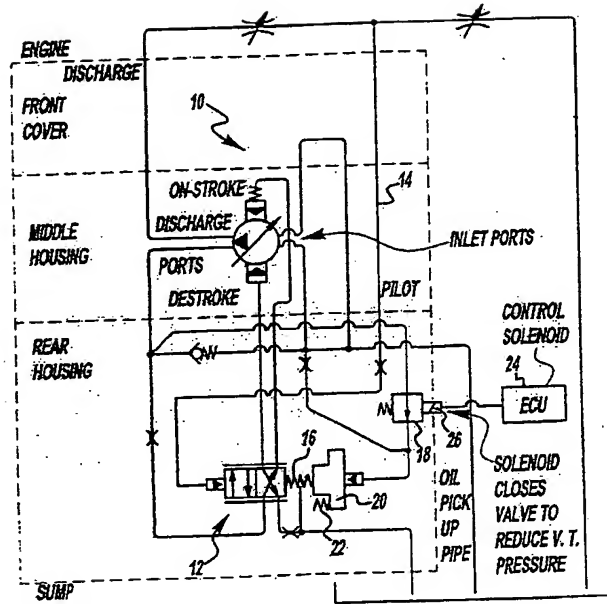 ENGINE
DISCHARGE
FRONT
COVER
10
ON-STROKE
14
DISCHARGE
MIDDLE
HOUSING
INLET PORTS
PORTS
PILOT
DESTROKE
REAR
HOUSING
CONTROL
SOLENOID
24
ECU
16
18
26
20
22
12
OIL
PICK
UP
PIPE
SOLENOID
CLOSES
VALVE TO
REDUCE V. T.
PRESSURE
SUMP